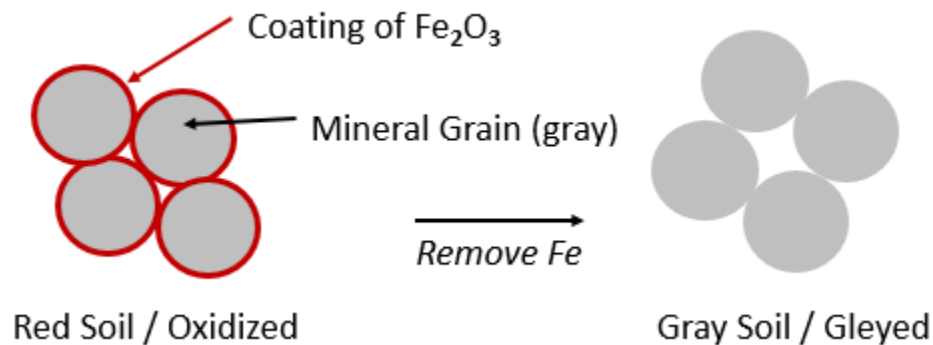 Coating of Fe₂O₃
Mineral Grain (gray)
Remove Fe
Red Soil / Oxidized
Gray Soil / Gleyed